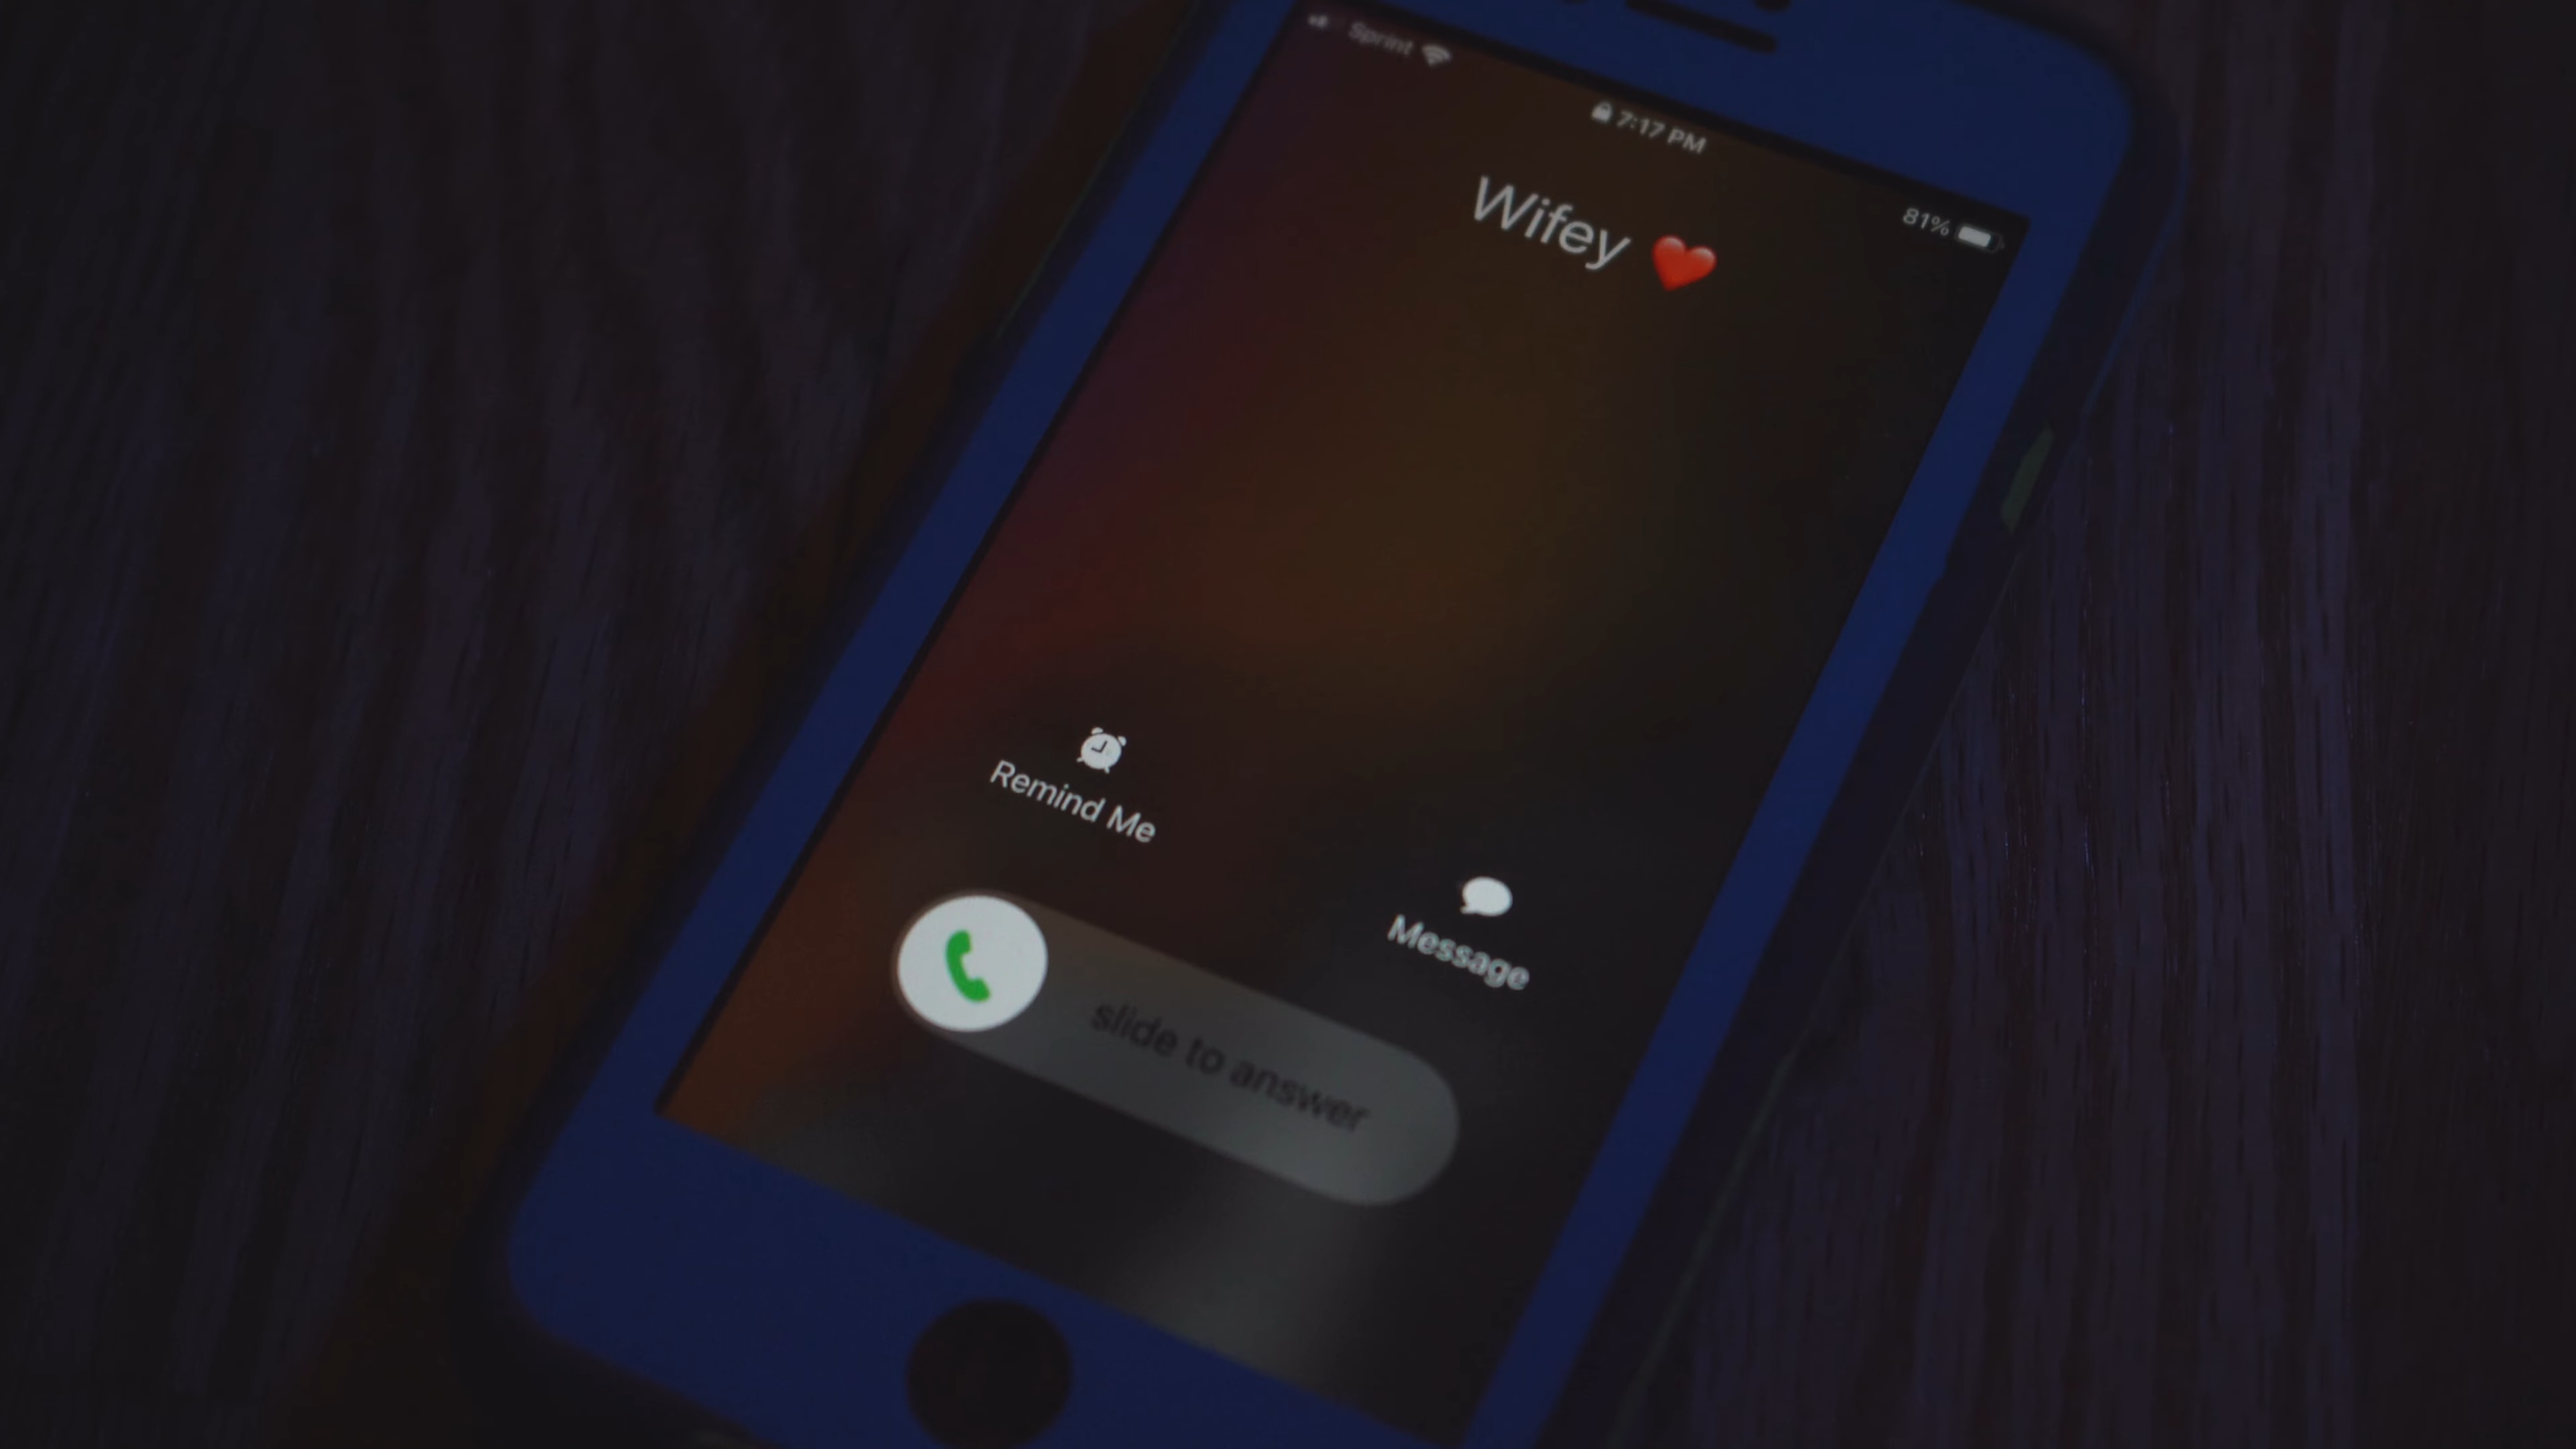 Sprint
7:17 PM
81%
Wifey ❤️
Remind Me
Message
slide to answer